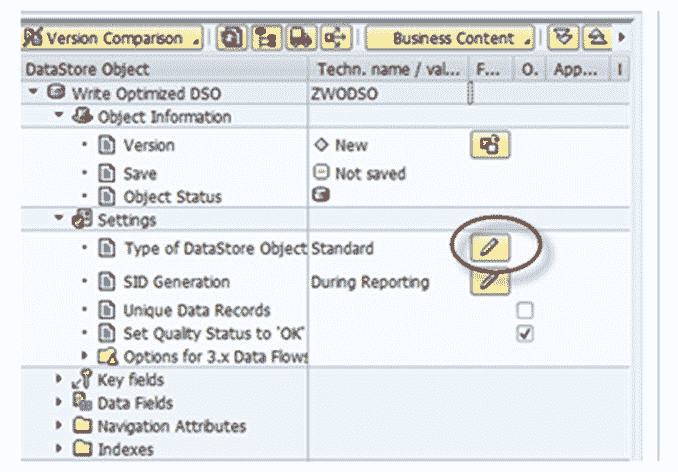 Version Comparison Business Content
DataStore Object Techn. name / val... F... O. App... I
Write Optimized DSO ZWODSO
Object Information
Version New
Save Not saved
Object Status
Settings
Type of DataStore Object Standard
SID Generation During Reporting
Unique Data Records
Set Quality Status to 'OK'
Options for 3.x Data Flows
Key fields
Data Fields
Navigation Attributes
Indexes